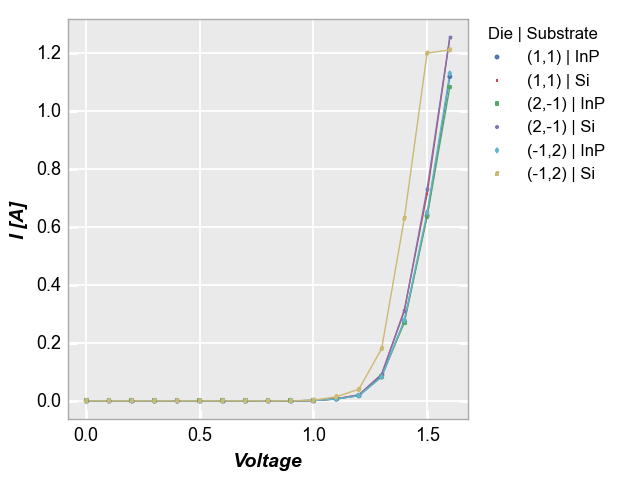 Die | Substrate
(1,1) | InP
(1,1) | Si
(2,-1) | InP
(2,-1) | Si
(-1,2) | InP
(-1,2) | Si
1.2
1.0
0.8
0.6
0.4
0.2
0.0
I [A]
0.0 0.5 1.0 1.5
Voltage